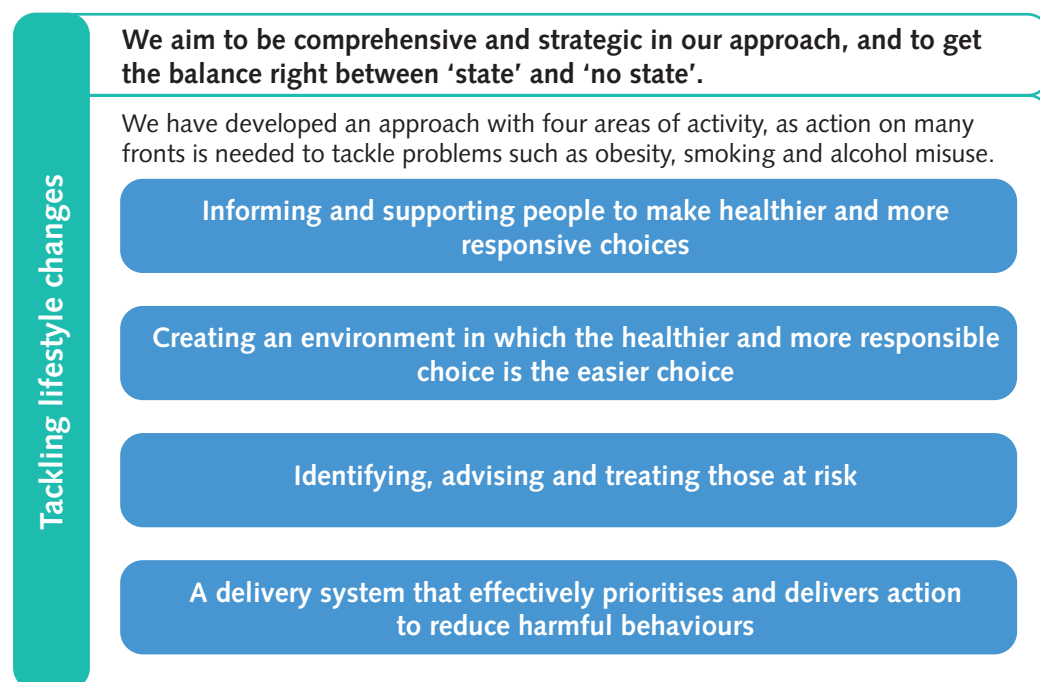 Tackling lifestyle changes
We aim to be comprehensive and strategic in our approach, and to get
the balance right between ‘state’ and ‘no state’.
We have developed an approach with four areas of activity, as action on many
fronts is needed to tackle problems such as obesity, smoking and alcohol misuse.
Informing and supporting people to make healthier and more
responsive choices
Creating an environment in which the healthier and more responsible
choice is the easier choice
Identifying, advising and treating those at risk
A delivery system that effectively prioritises and delivers action
to reduce harmful behaviours